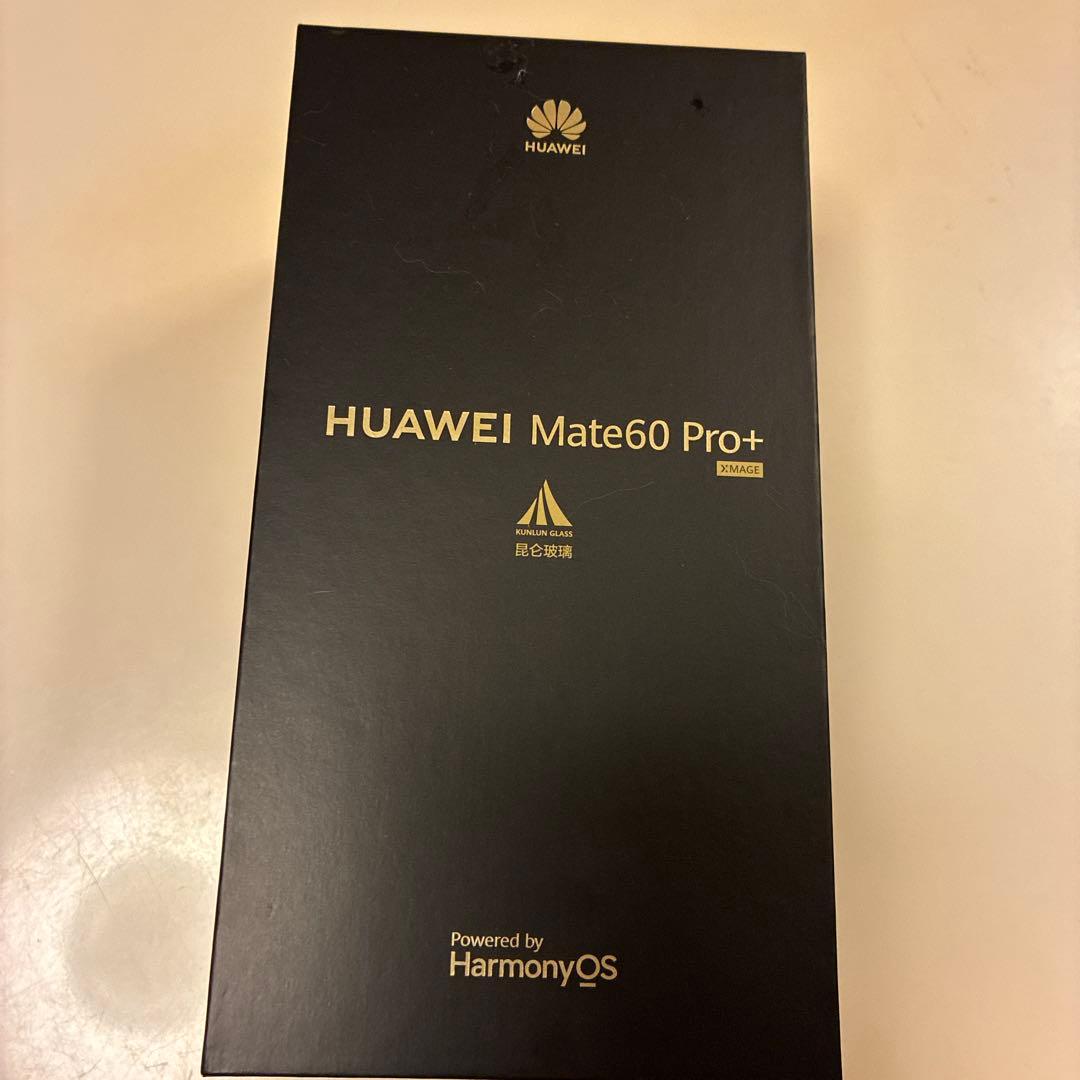 HUAWEI
HUAWEI Mate60 Pro+
XMAGE
KUNLUN GLASS
昆仑玻璃
Powered by
HarmonyOS